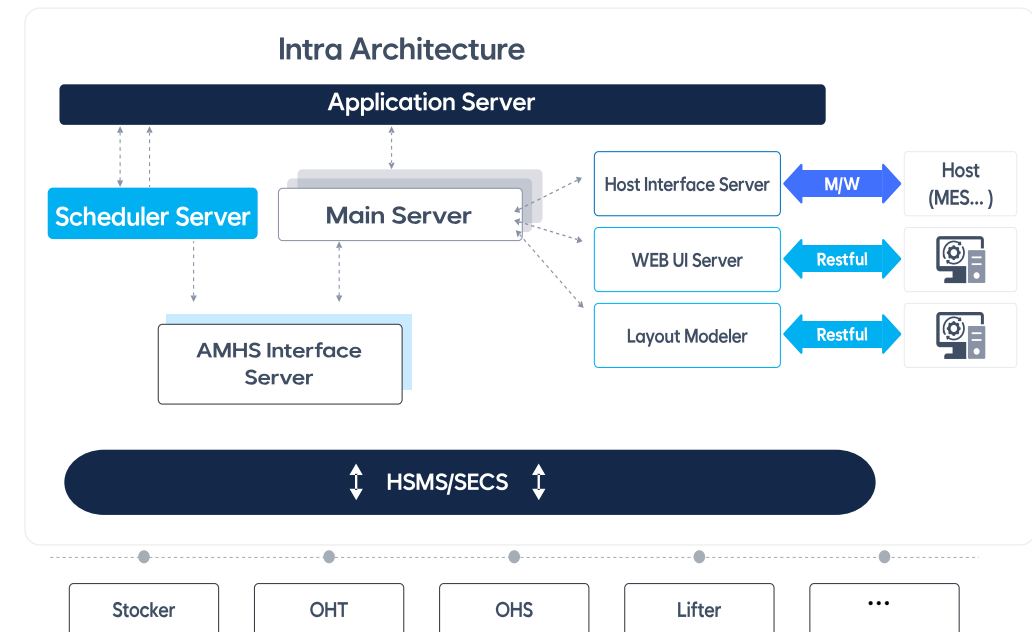 Intra Architecture
Application Server
Scheduler Server
Main Server
Host Interface Server
M/W
Host
(MES... )
WEB UI Server
Restful
Layout Modeler
Restful
AMHS Interface
Server
HSMS/SECS
Stocker
OHT
OHS
Lifter
...